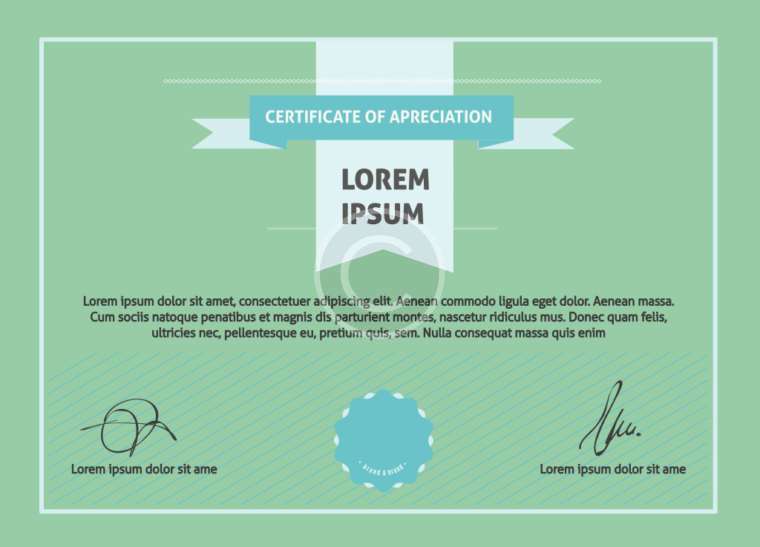 CERTIFICATE OF APRECIATION
LOREM
IPSUM
Lorem ipsum dolor sit amet, consectetuer adipiscing elit. Aenean commodo ligula eget dolor. Aenean massa.
Cum sociis natoque penatibus et magnis dis parturient montes, nascetur ridiculus mus. Donec quam felis,
ultricies nec, pellentesque eu, pretium quis, sem. Nulla consequat massa quis enim
Lorem ipsum dolor sit ame
Lorem ipsum dolor sit ame